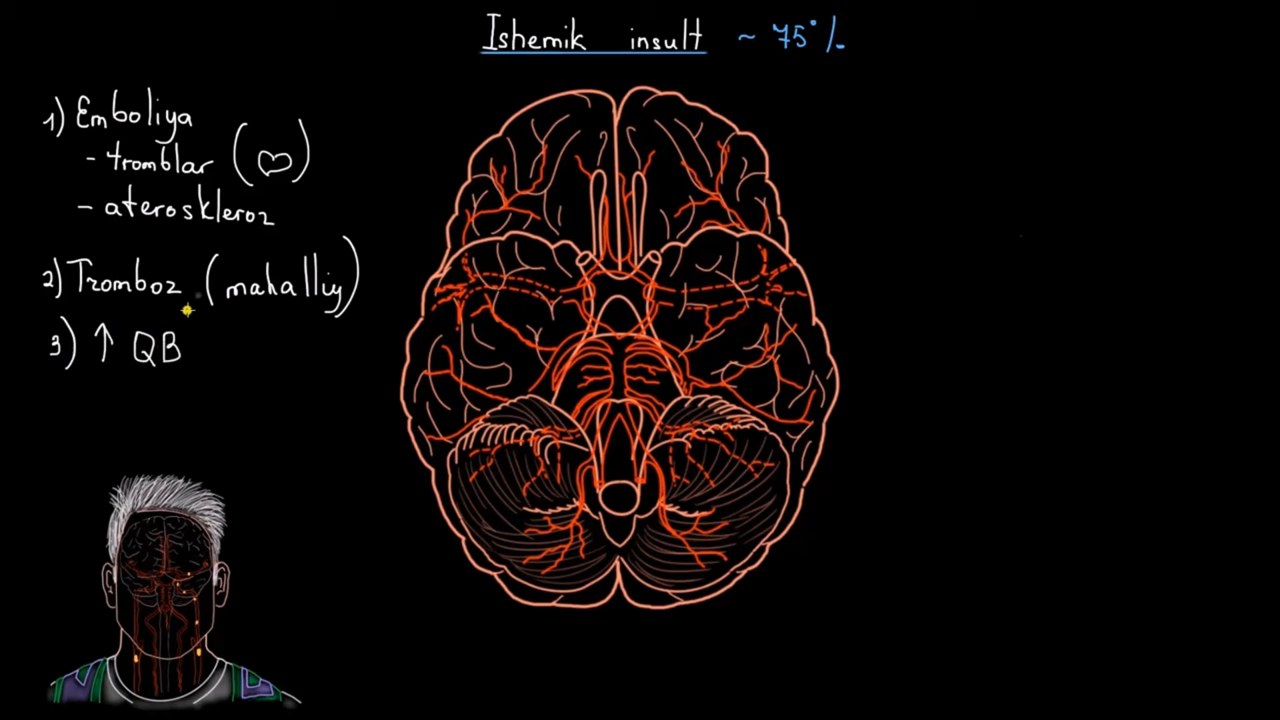 Ishemik insult ~ 75%
1) Emboliya
- tromblar ( )
- ateroskleroz
2) Tromboz (mahalliy)
3) ↑ QB